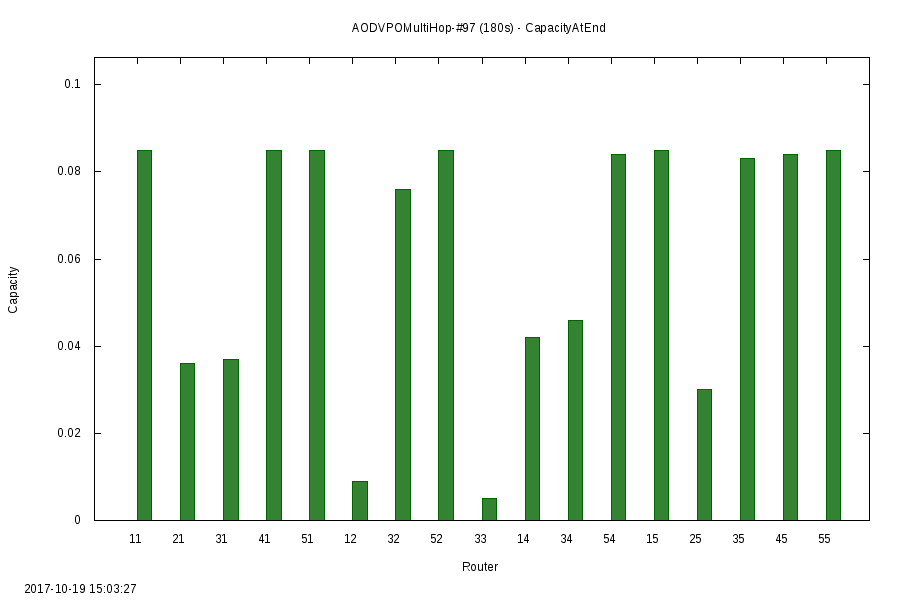 AODVPOMultiHop-#97 (180s) - CapacityAtEnd
0.1
0.08
0.06
0.04
0.02
0
Capacity
11 21 31 41 51 12 32 52 33 14 34 54 15 25 35 45 55
Router
2017-10-19 15:03:27